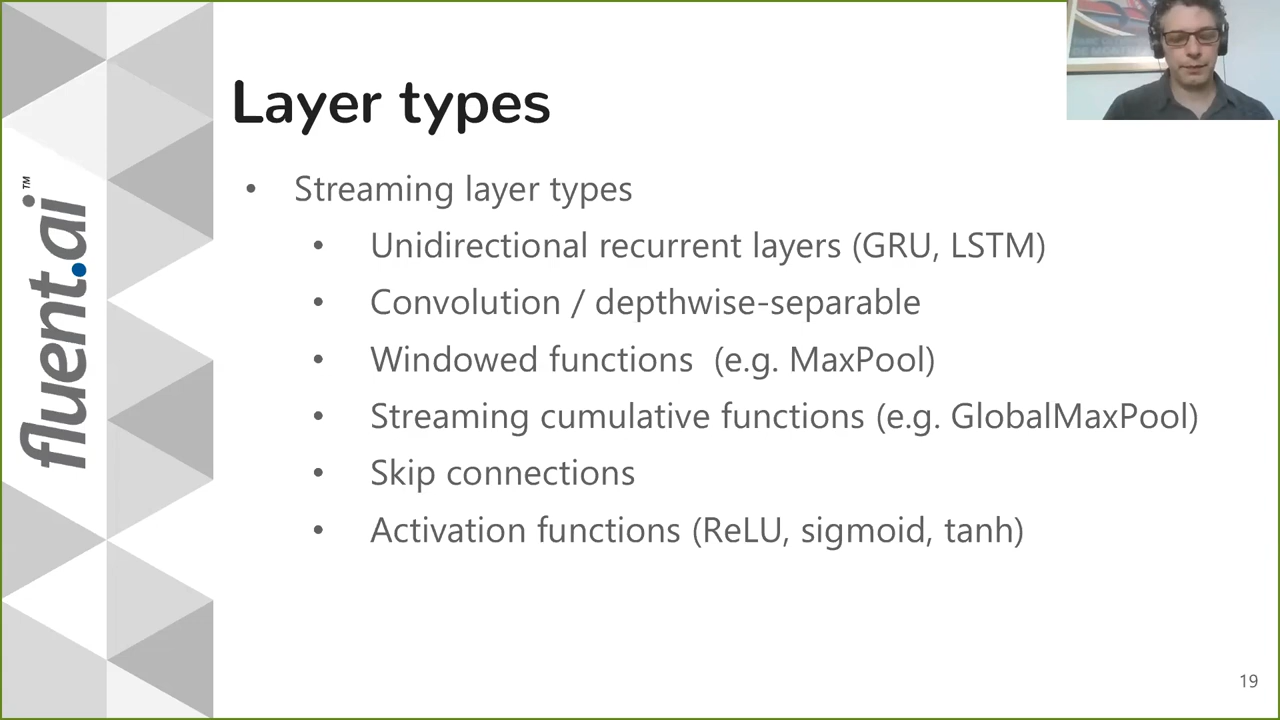 Layer types
• Streaming layer types
• Unidirectional recurrent layers (GRU, LSTM)
• Convolution / depthwise-separable
• Windowed functions (e.g. MaxPool)
• Streaming cumulative functions (e.g. GlobalMaxPool)
• Skip connections
• Activation functions (ReLU, sigmoid, tanh)
fluent.ai™
19